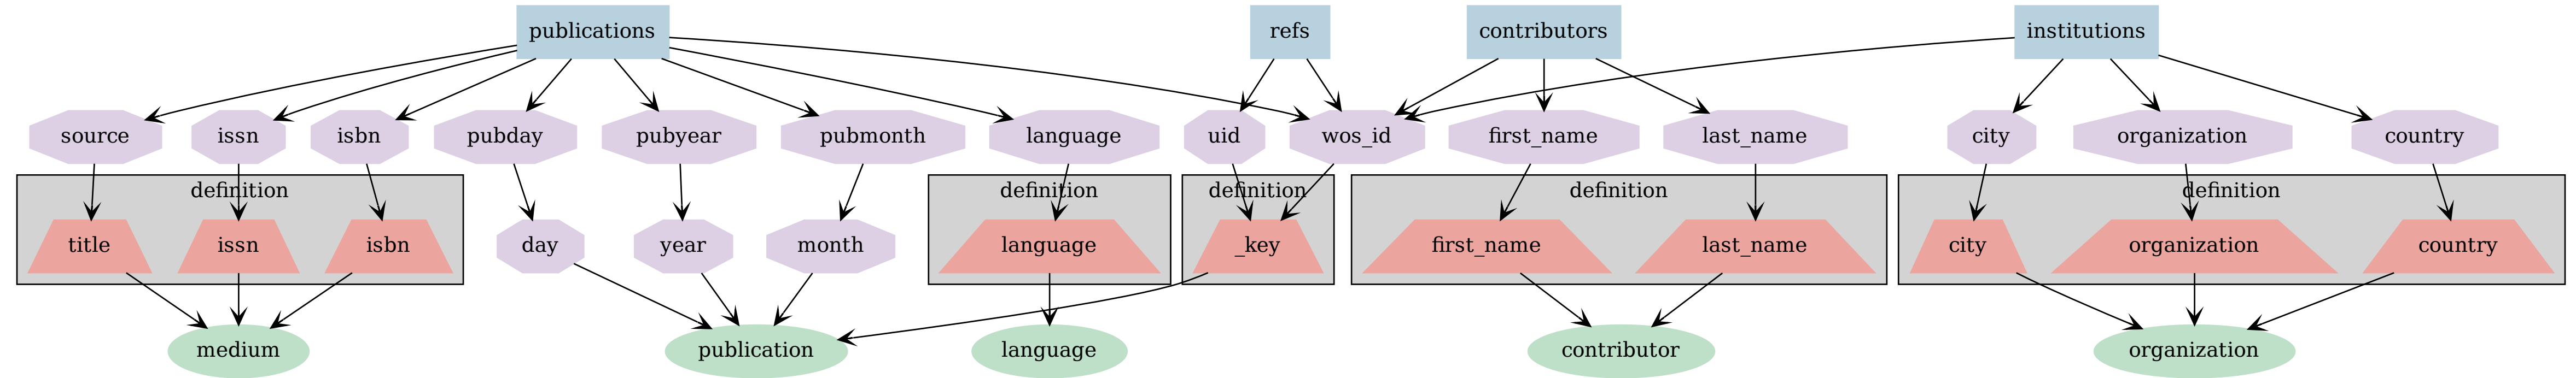 publications
refs
contributors
institutions
source
issn
isbn
pubday
pubyear
pubmonth
language
uid
wos_id
first_name
last_name
city
organization
country
definition
definition
definition
definition
definition
title
issn
isbn
day
year
month
language
_key
first_name
last_name
city
organization
country
medium
publication
language
contributor
organization